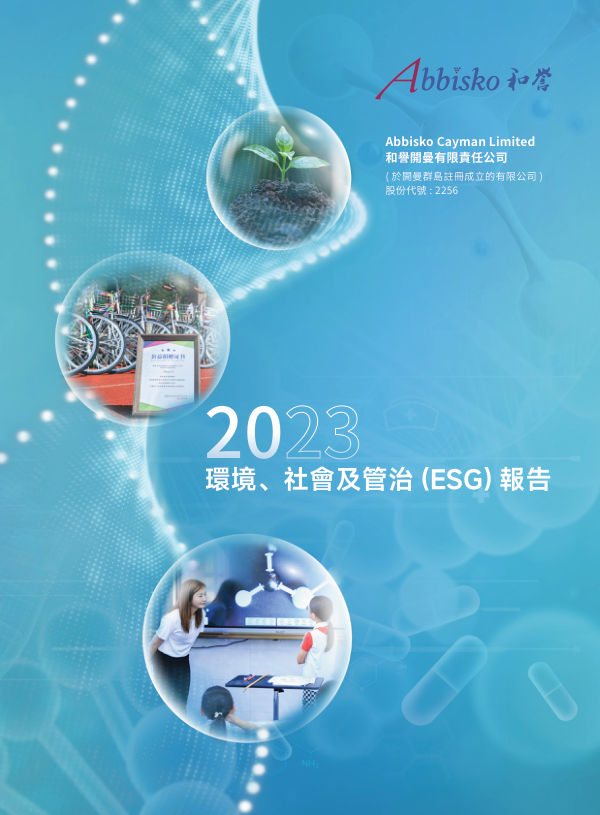 Abbisko 和誉
Abbisko Cayman Limited
和譽開曼有限責任公司
( 於開曼群島註冊成立的有限公司 )
股份代號 : 2256
2023
環境、社會及管治 (ESG) 報告
NH₂